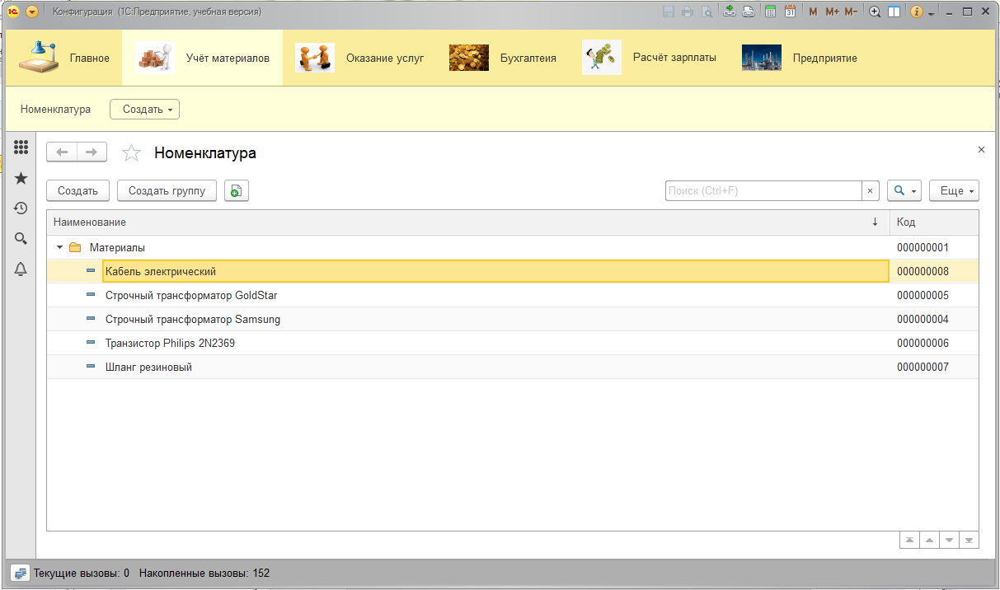 Конфигурация (1С:Предприятие, учебная версия)
M M+ M-
Главное Учёт материалов Оказание услуг Бухгалтеия Расчёт зарплаты Предприятие
Номенклатура Создать
Номенклатура
Создать Создать группу Поиск (Ctrl+F) Еще
Наименование Код
Материалы 000000001
Кабель электрический 000000008
Строчный трансформатор GoldStar 000000005
Строчный трансформатор Samsung 000000004
Транзистор Philips 2N2369 000000006
Шланг резиновый 000000007
Текущие вызовы: 0 Накопленные вызовы: 152